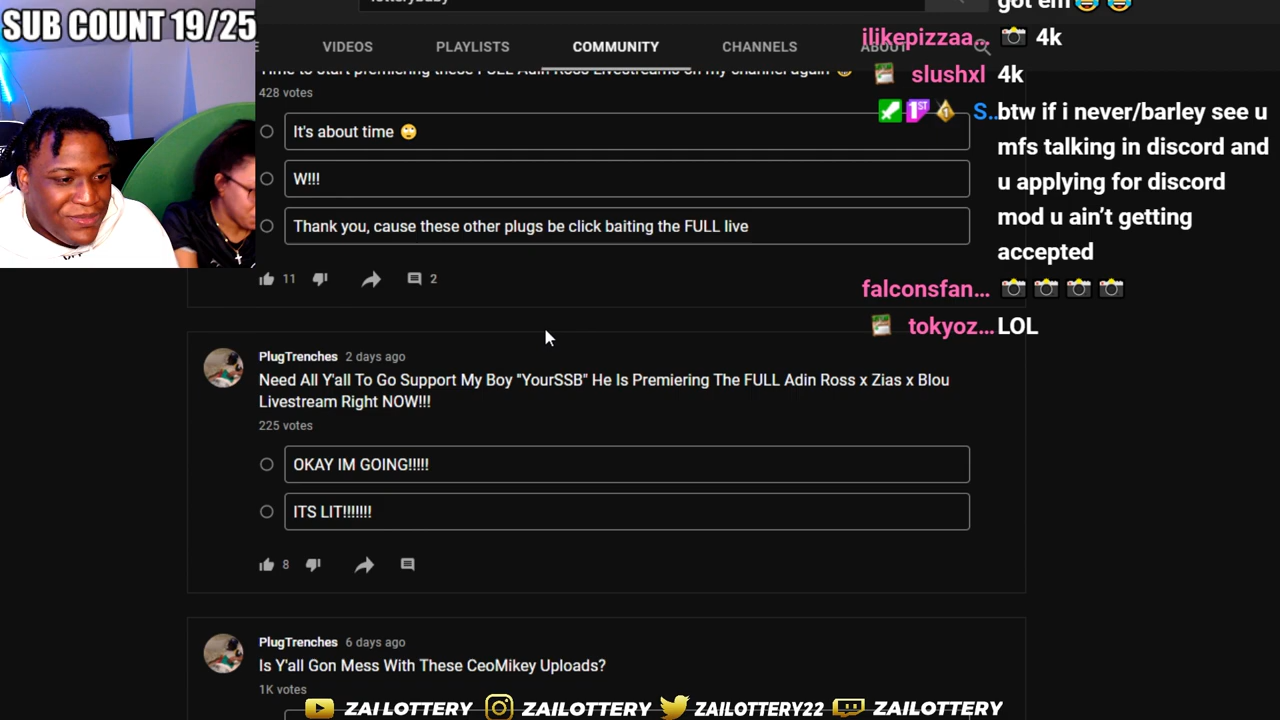 SUB COUNT 19/25
VIDEOS
PLAYLISTS
COMMUNITY
CHANNELS
ABOUT
Time to start premiering these FULL Adin Ross Livestreams on my channel again
428 votes
It's about time 🙄
W!!!
Thank you, cause these other plugs be click baiting the FULL live
11
2
PlugTrenches 2 days ago
Need All Y'all To Go Support My Boy "YourSSB" He Is Premiering The FULL Adin Ross x Zias x Blou
Livestream Right NOW!!!
225 votes
OKAY IM GOING!!!!!
ITS LIT!!!!!!!
8
PlugTrenches 6 days ago
Is Y'all Gon Mess With These CeoMikey Uploads?
1K votes
got em😂 😂
ilikepizzaa… 📷 4k
slushxl 4k
1ST 1 S… btw if i never/barley see u
mfs talking in discord and
u applying for discord
mod u ain't getting
accepted
falconsfan… 📷 📷 📷 📷
tokyoz… LOL
ZAI LOTTERY ZAILOTTERY ZAILOTTERY22 ZAILOTTERY